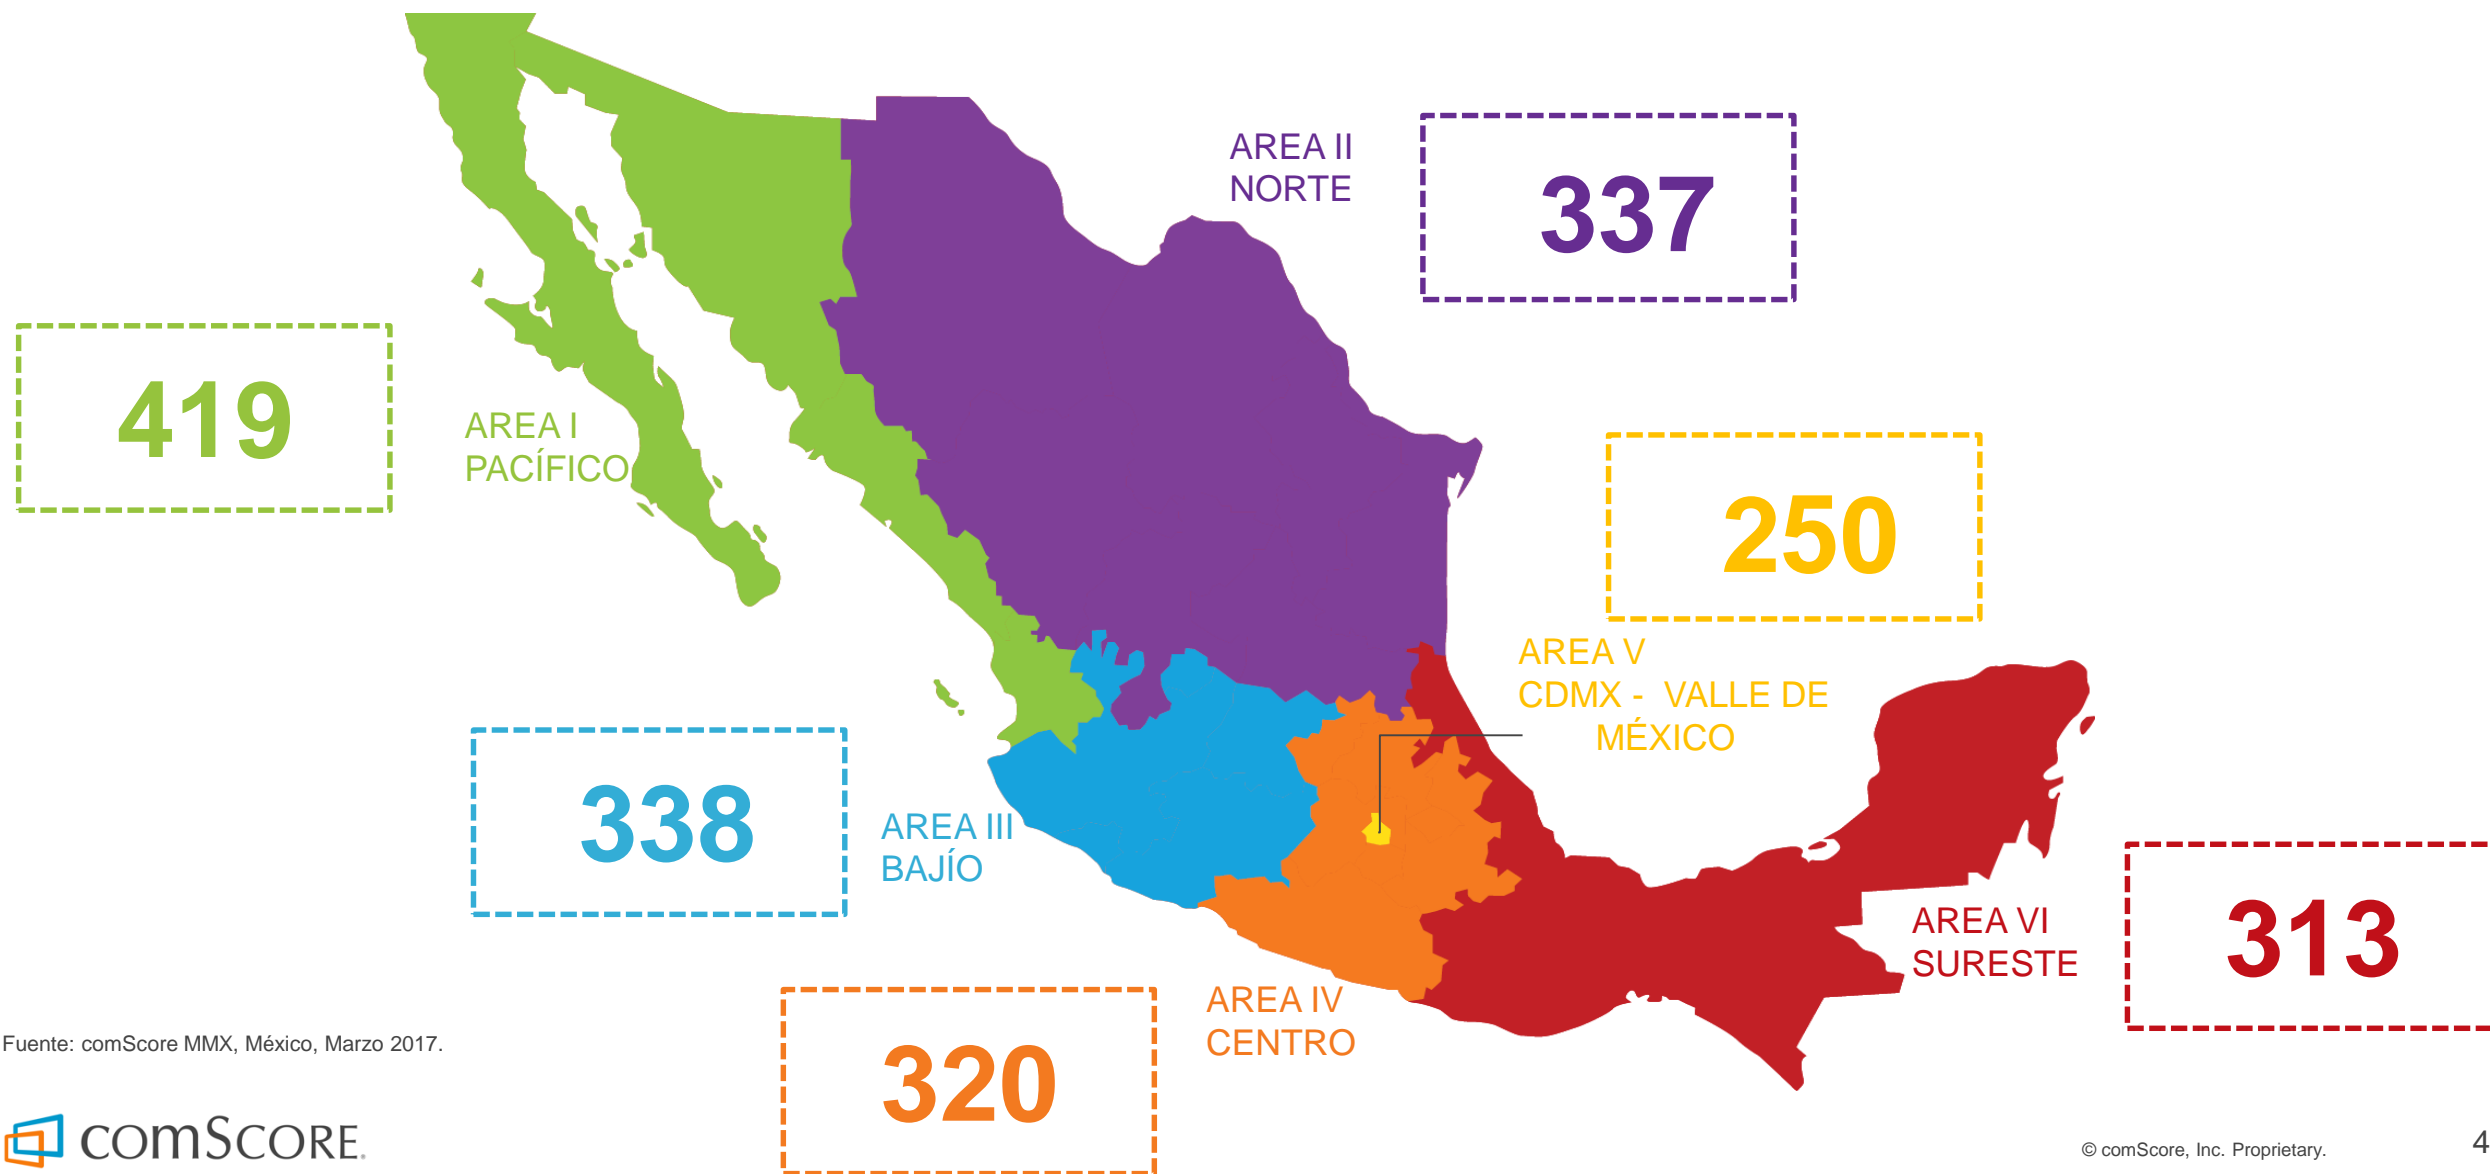 AREA II
NORTE
337
419
AREA I
PACÍFICO
250
AREA V
CDMX - VALLE DE
MÉXICO
338
AREA III
BAJÍO
AREA VI
SURESTE
313
AREA IV
CENTRO
320
Fuente: comScore MMX, México, Marzo 2017.
comScore.
© comScore, Inc. Proprietary.
4